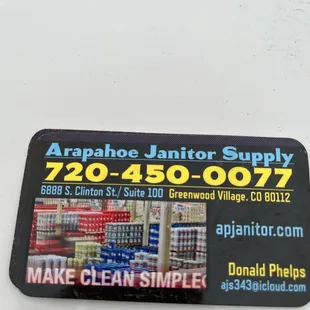 Arapahoe Janitor Supply
720-450-0077
6888 S. Clinton St./ Suite 100 Greenwood Village. CO 80112
apjanitor.com
MAKE CLEAN SIMPLE
Donald Phelps
ajs343@icloud.com